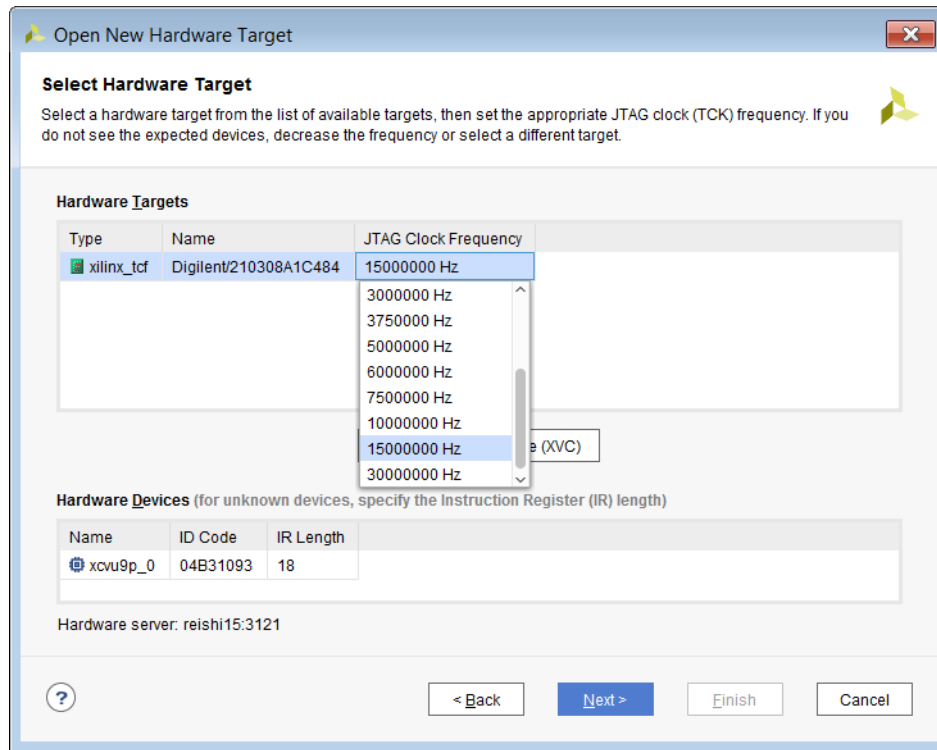 Open New Hardware Target
Select Hardware Target
Select a hardware target from the list of available targets, then set the appropriate JTAG clock (TCK) frequency. If you
do not see the expected devices, decrease the frequency or select a different target.
Hardware Targets
Type Name JTAG Clock Frequency
xilinx_tcf Digilent/210308A1C484 15000000 Hz
3000000 Hz
3750000 Hz
5000000 Hz
6000000 Hz
7500000 Hz
10000000 Hz
15000000 Hz
(XVC)
30000000 Hz
Hardware Devices (for unknown devices, specify the Instruction Register (IR) length)
Name ID Code IR Length
xcvu9p_0 04B31093 18
Hardware server: reishi15:3121
? < Back Next > Finish Cancel